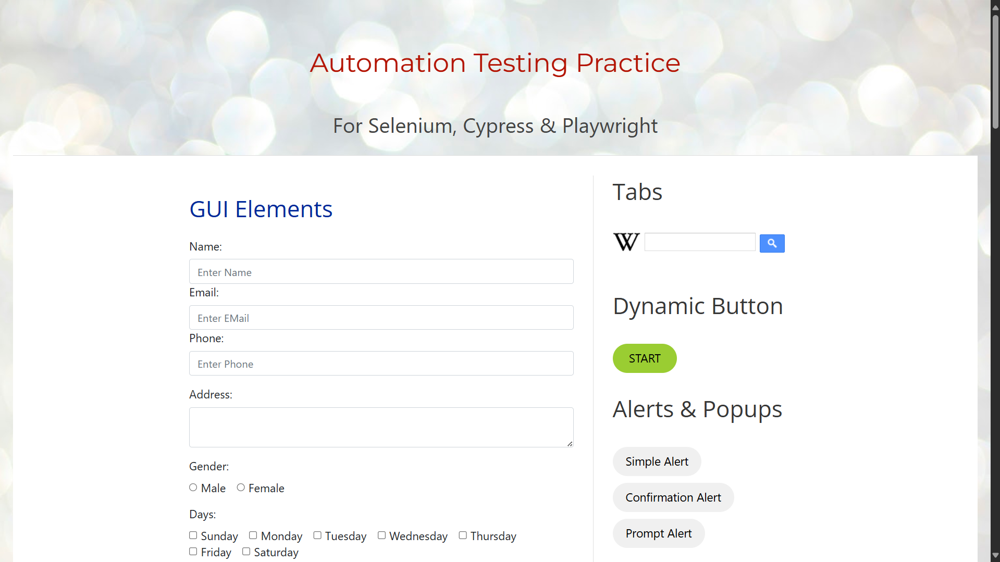 Automation Testing Practice
For Selenium, Cypress & Playwright
GUI Elements
Name:
Enter Name
Email:
Enter EMail
Phone:
Enter Phone
Address:
Gender:
Male Female
Days:
Sunday Monday Tuesday Wednesday Thursday
Friday Saturday
Tabs
W
Dynamic Button
START
Alerts & Popups
Simple Alert
Confirmation Alert
Prompt Alert